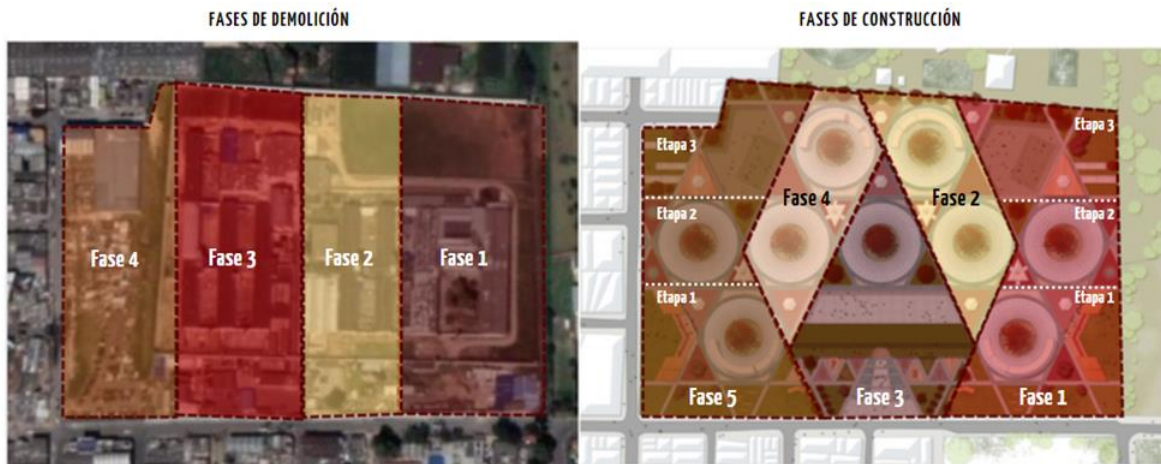 FASES DE DEMOLICIÓN
Fase 4
Fase 3
Fase 2
Fase 1
FASES DE CONSTRUCCIÓN
Etapa 3
Etapa 3
Fase 4
Fase 2
Etapa 2
Etapa 2
Etapa 1
Etapa 1
Fase 5
Fase 3
Fase 1